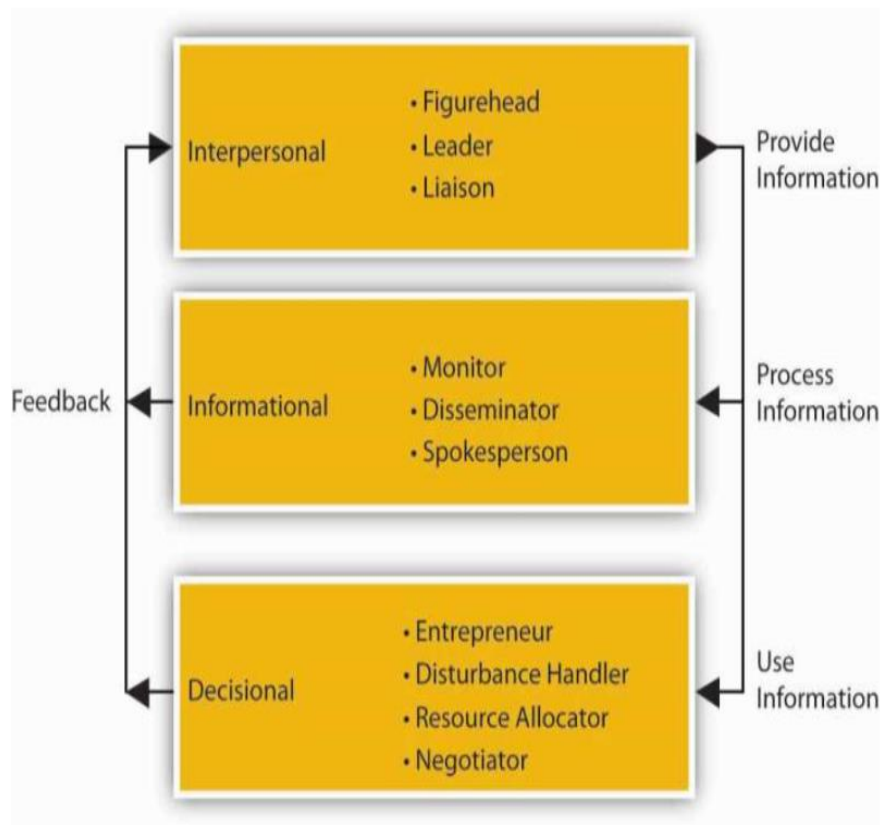 Interpersonal
• Figurehead
• Leader
• Liaison
Provide
Information
Feedback
Informational
• Monitor
• Disseminator
• Spokesperson
Process
Information
Decisional
• Entrepreneur
• Disturbance Handler
• Resource Allocator
• Negotiator
Use
Information